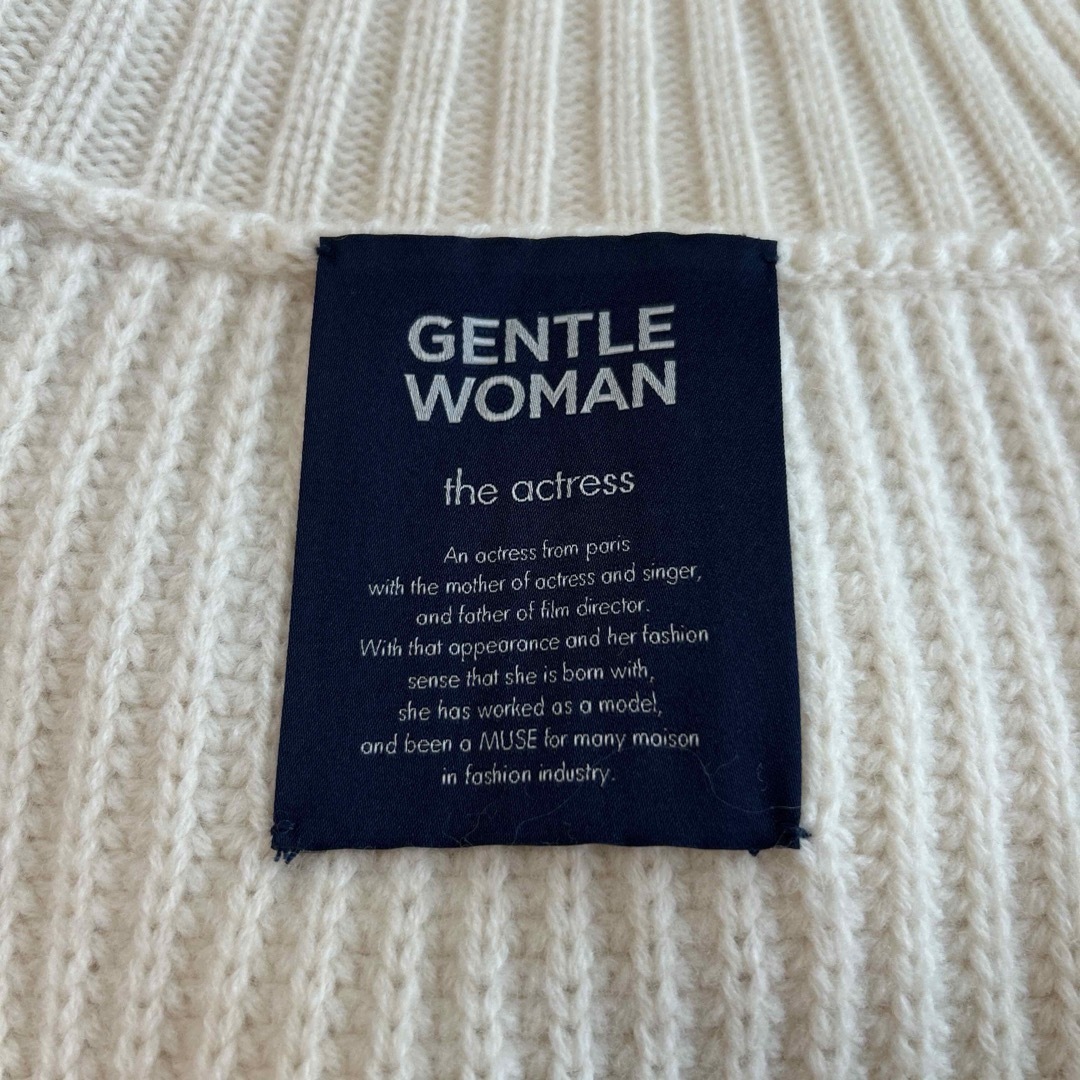 GENTLE
WOMAN
the actress
An actress from paris
with the mother of actress and singer,
and father of film director.
With that appearance and her fashion
sense that she is born with,
she has worked as a model,
and been a MUSE for many maison
in fashion industry.